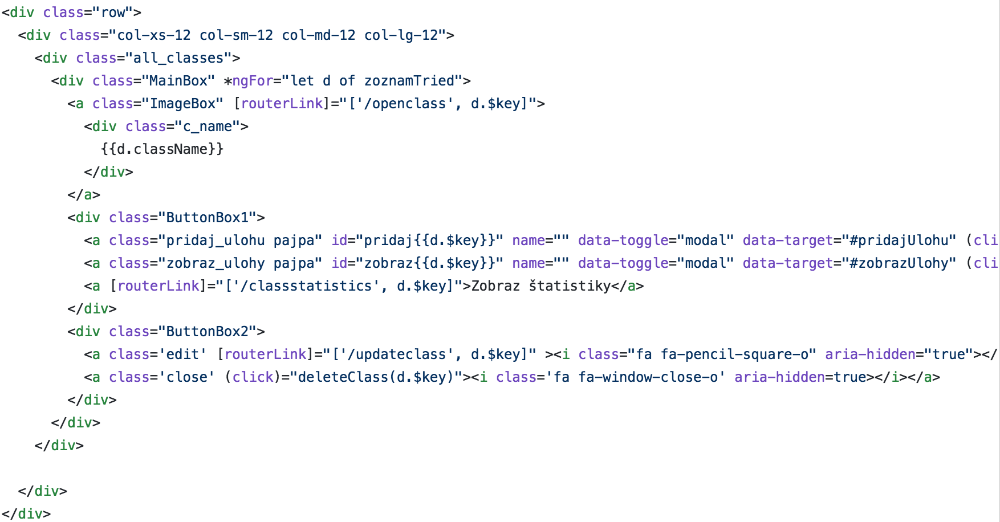 <div class="row">
<div class="col-xs-12 col-sm-12 col-md-12 col-lg-12">
<div class="all_classes">
<div class="MainBox" *ngFor="let d of zoznamTried">
<a class="ImageBox" [routerLink]="['/openclass', d.$key]">
<div class="c_name">
{{d.className}}
</div>
</a>
<div class="ButtonBox1">
<a class="pridaj_ulohu pajpa" id="pridaj{{d.$key}}" name="" data-toggle="modal" data-target="#pridajUlohu" (cli
<a class="zobraz_ulohy pajpa" id="zobraz{{d.$key}}" name="" data-toggle="modal" data-target="#zobrazUlohy" (cli
<a [routerLink]="['/classstatistics', d.$key]">Zobraz štatistiky</a>
</div>
<div class="ButtonBox2">
<a class='edit' [routerLink]="['/updateclass', d.$key]" ><i class="fa fa-pencil-square-o" aria-hidden="true"></
<a class='close' (click)="deleteClass(d.$key)"><i class='fa fa-window-close-o' aria-hidden=true></i></a>
</div>
</div>
</div>
</div>
</div>